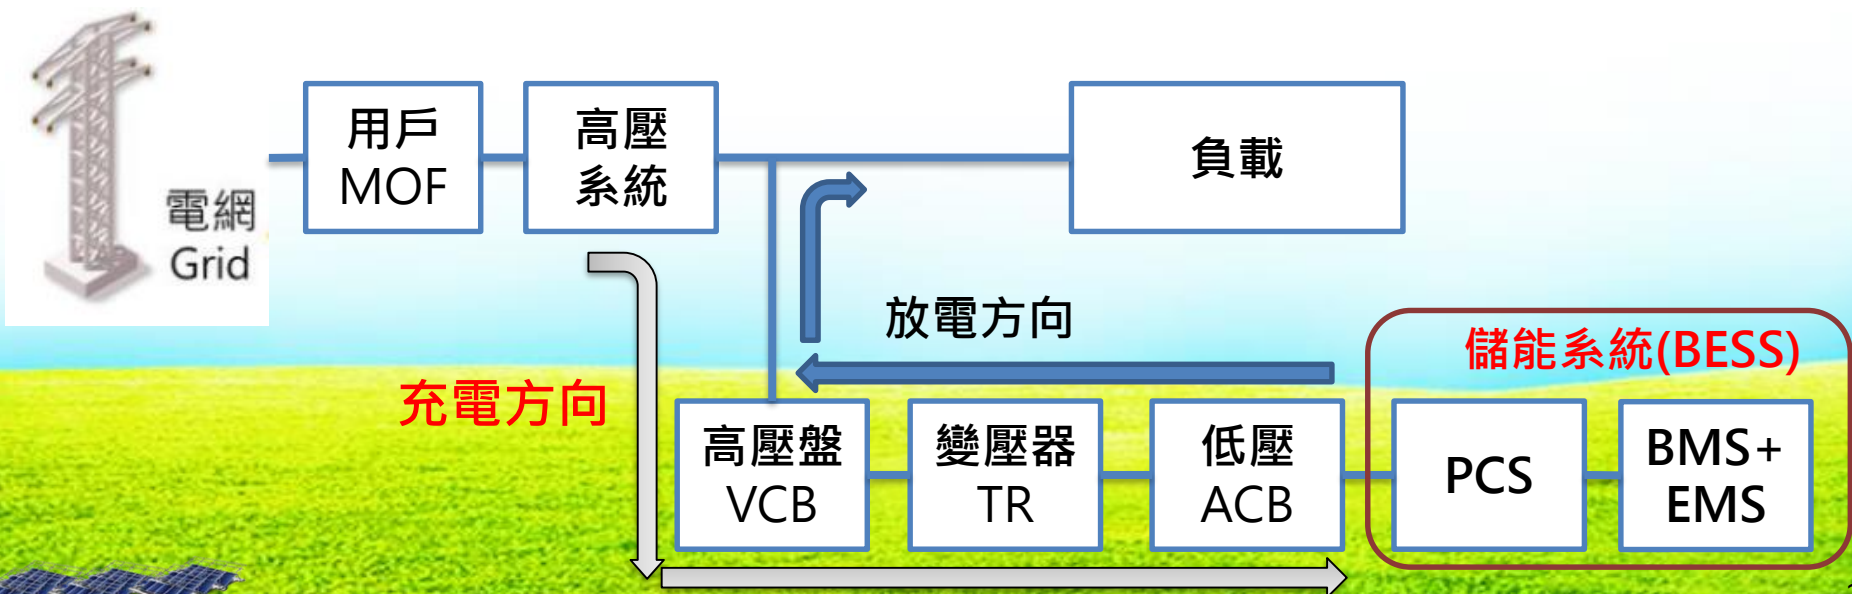 電網
Grid
用戶
MOF
高壓
系統
負載
放電方向
充電方向
儲能系統(BESS)
高壓盤
VCB
變壓器
TR
低壓
ACB
PCS
BMS+
EMS